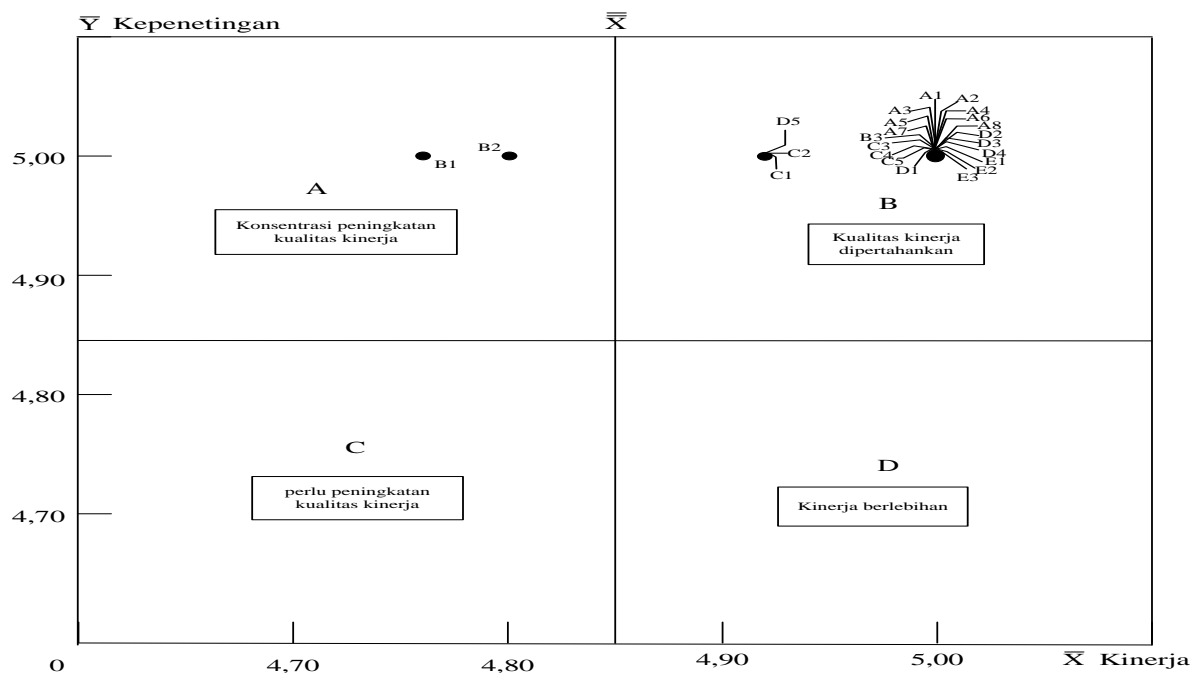 Y̅ Kepenetingan
X̿
A1
A2
A3
A4
A5
A6
A7
A8
B3
D2
C3
D3
C4
D4
C5
E1
D1
E2
E3
D5
C2
C1
5,00
B1
B2
A
B
Konsentrasi peningkatan
kualitas kinerja
Kualitas kinerja
dipertahankan
4,90
4,80
C
D
perlu peningkatan
kualitas kinerja
Kinerja berlebihan
4,70
0
4,70
4,80
4,90
5,00
X̅ Kinerja